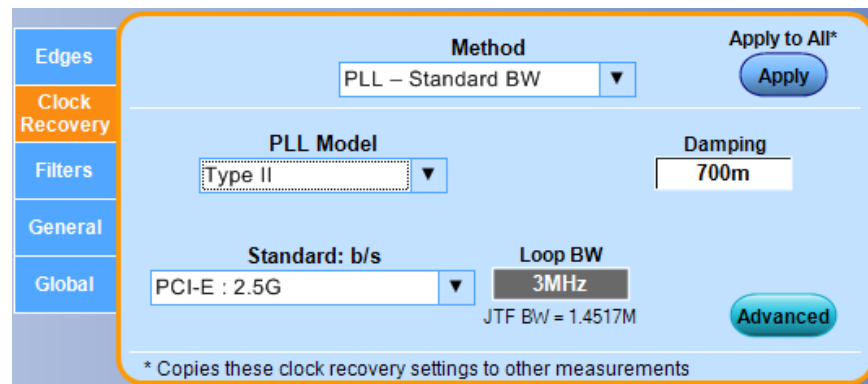 Edges
Clock
Recovery
Filters
General
Global
Method
PLL – Standard BW
Apply to All*
Apply
PLL Model
Type II
Damping
700m
Standard: b/s
PCI-E : 2.5G
Loop BW
3MHz
JTF BW = 1.4517M
Advanced
* Copies these clock recovery settings to other measurements